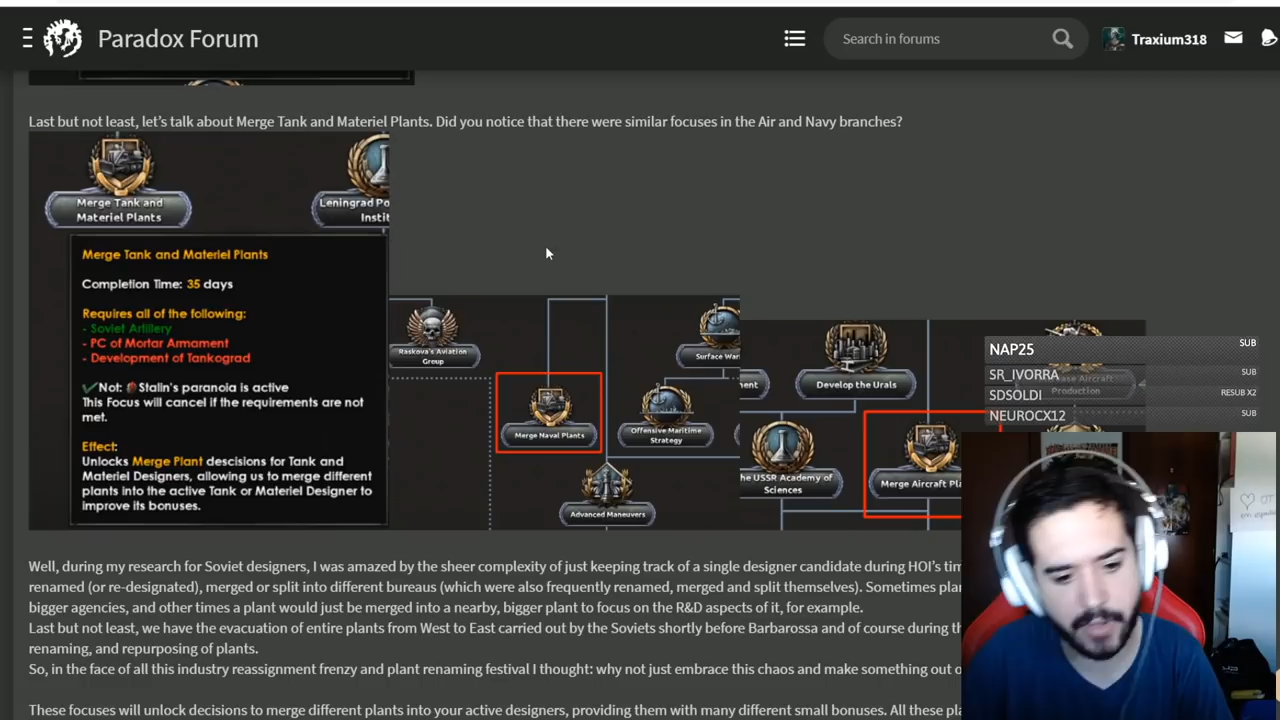 Paradox Forum
Search in forums
Traxium318
Last but not least, let's talk about Merge Tank and Materiel Plants. Did you notice that there were similar focuses in the Air and Navy branches?
Merge Tank and
Materiel Plants
Leningrad Po
Instit
Merge Tank and Materiel Plants
Completion Time: 35 days
Requires all of the following:
- Soviet Artillery
- PC of Mortar Armament
- Development of Tankograd
Not: Stalin's paranoia is active
This Focus will cancel if the requirements are not
met.
Effect:
Unlocks Merge Plant descisions for Tank and
Materiel Designers, allowing us to merge different
plants into the active Tank or Materiel Designer to
improve its bonuses.
Raskova's Aviation
Group
Surface War
Merge Naval Plants
Offensive Maritime
Strategy
Advanced Maneuvers
ment
Develop the Urals
ease Aircraft
Production
he USSR Academy of
Sciences
Merge Aircraft Pla
NAP25 SUB
SR_IVORRA SUB
SDSOLDI RESUB X2
NEUROCX12 SUB
Well, during my research for Soviet designers, I was amazed by the sheer complexity of just keeping track of a single designer candidate during HOI's tim
renamed (or re-designated), merged or split into different bureaus (which were also frequently renamed, merged and split themselves). Sometimes plan
bigger agencies, and other times a plant would just be merged into a nearby, bigger plant to focus on the R&D aspects of it, for example.
Last but not least, we have the evacuation of entire plants from West to East carried out by the Soviets shortly before Barbarossa and of course during th
renaming, and repurposing of plants.
So, in the face of all this industry reassignment frenzy and plant renaming festival I thought: why not just embrace this chaos and make something out o
These focuses will unlock decisions to merge different plants into your active designers, providing them with many different small bonuses. All these pla